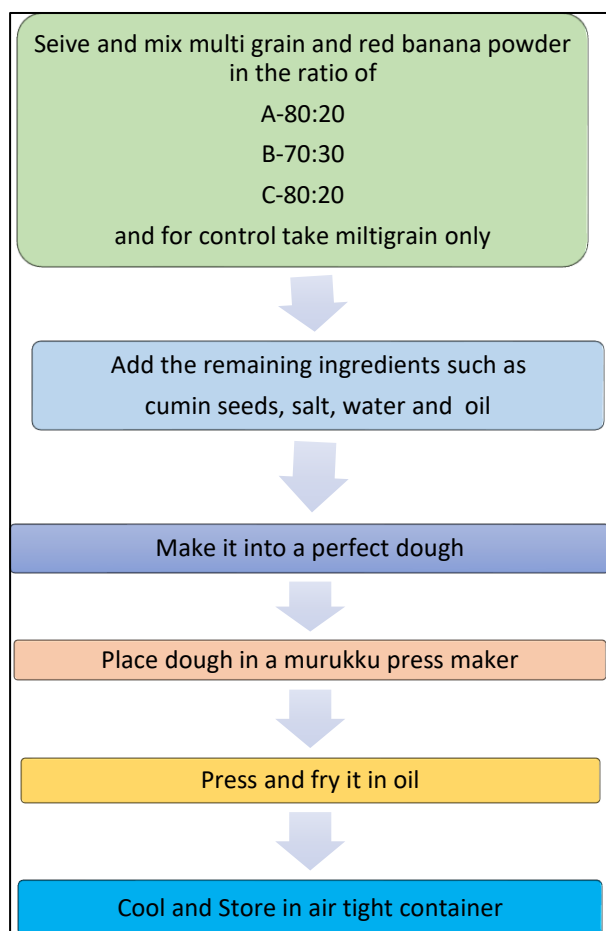 Seive and mix multi grain and red banana powder
in the ratio of
A-80:20
B-70:30
C-80:20
and for control take miltigrain only
Add the remaining ingredients such as
cumin seeds, salt, water and oil
Make it into a perfect dough
Place dough in a murukku press maker
Press and fry it in oil
Cool and Store in air tight container